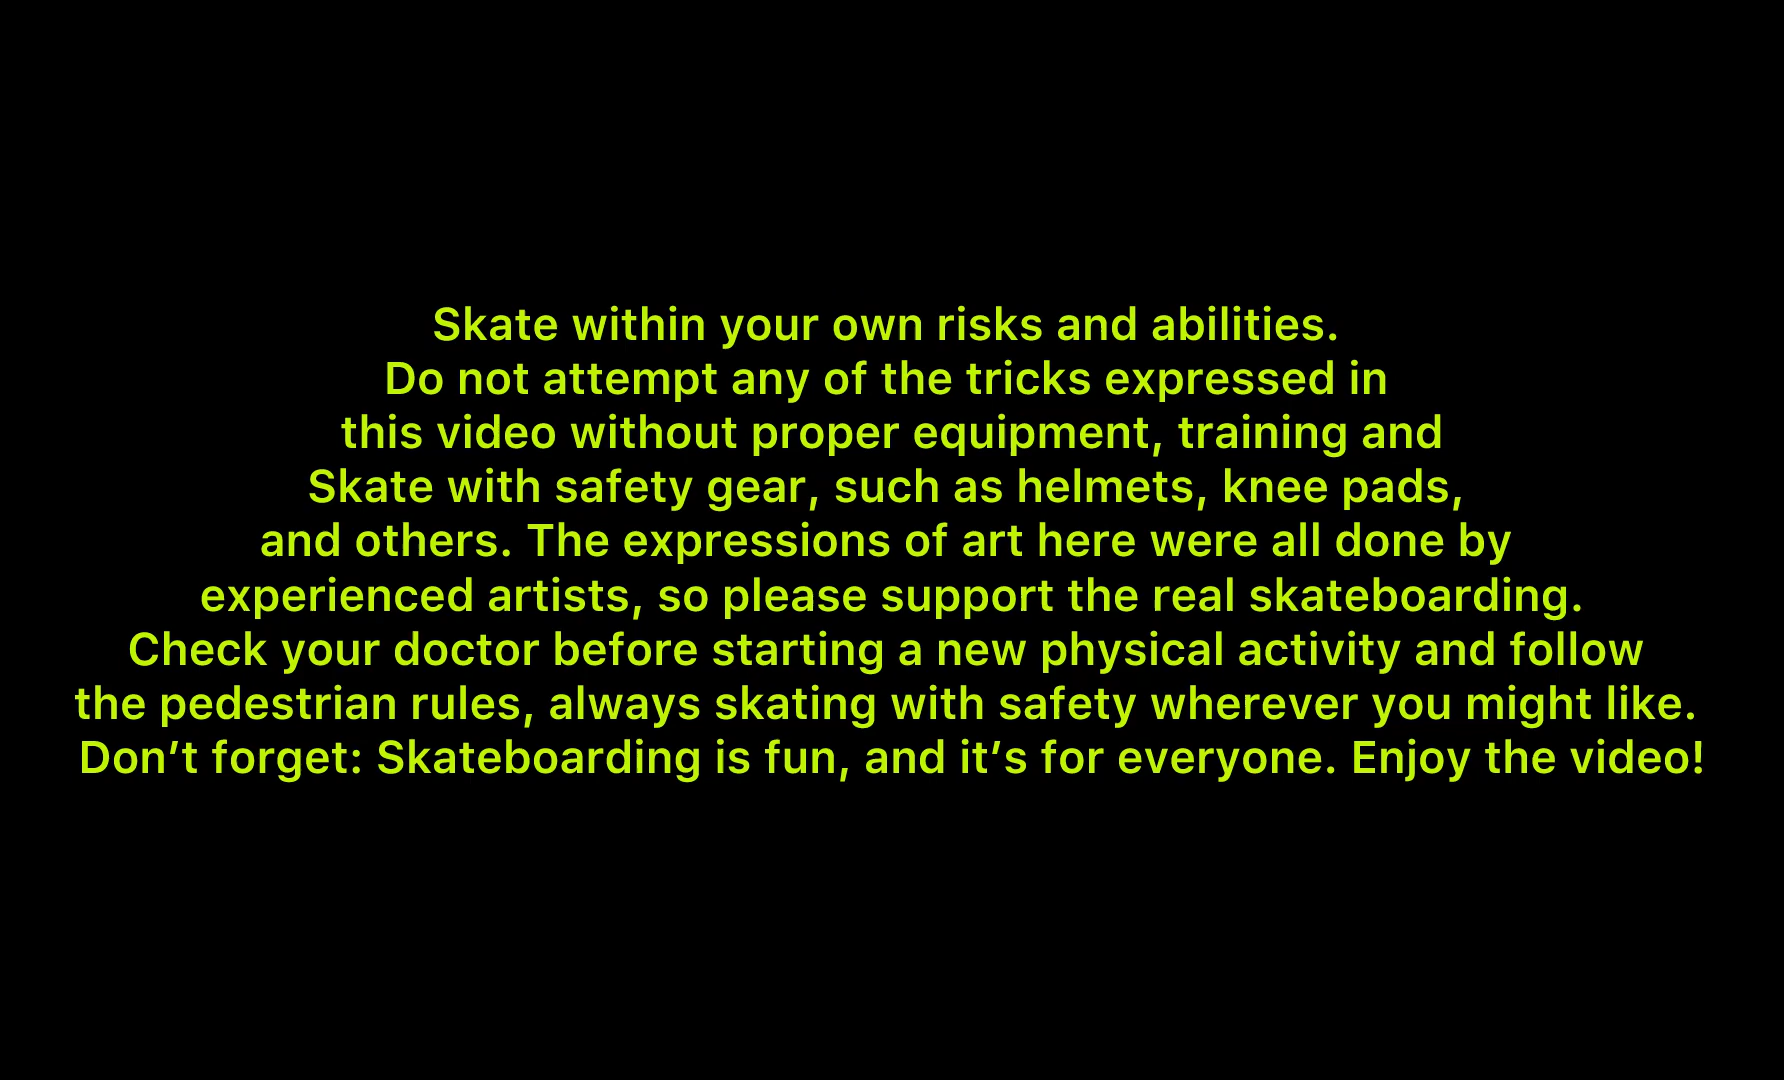 Skate within your own risks and abilities.
Do not attempt any of the tricks expressed in
this video without proper equipment, training and
Skate with safety gear, such as helmets, knee pads,
and others. The expressions of art here were all done by
experienced artists, so please support the real skateboarding.
Check your doctor before starting a new physical activity and follow
the pedestrian rules, always skating with safety wherever you might like.
Don’t forget: Skateboarding is fun, and it’s for everyone. Enjoy the video!